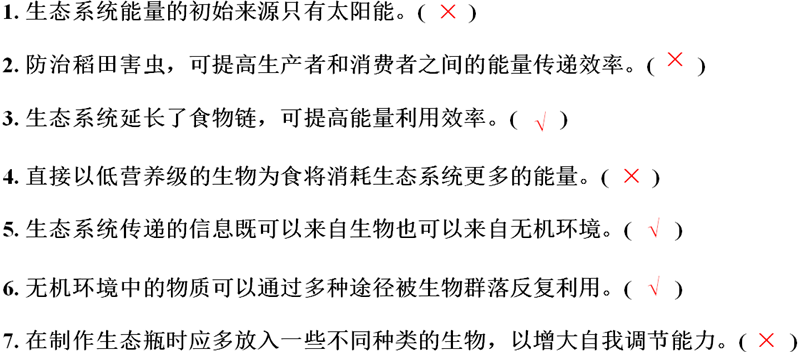 1. 生态系统能量的初始来源只有太阳能。( × )
2. 防治稻田害虫，可提高生产者和消费者之间的能量传递效率。( × )
3. 生态系统延长了食物链，可提高能量利用效率。( √ )
4. 直接以低营养级的生物为食将消耗生态系统更多的能量。( × )
5. 生态系统传递的信息既可以来自生物也可以来自无机环境。( √ )
6. 无机环境中的物质可以通过多种途径被生物群落反复利用。( √ )
7. 在制作生态瓶时应多放入一些不同种类的生物，以增大自我调节能力。( × )